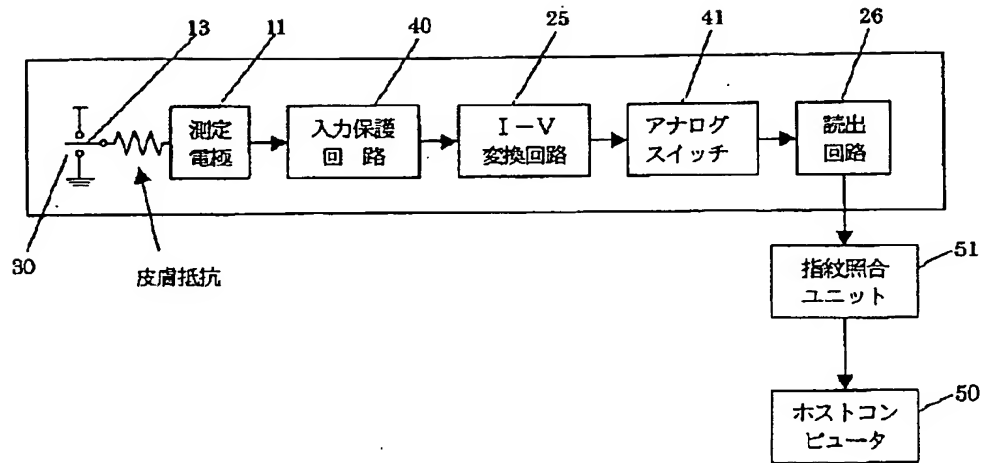 13
11
40
25
41
26
測定
電極
入力保護
回 路
I-V
変換回路
アナログ
スイッチ
読出
回路
30
皮膚抵抗
指紋照合
ユニット
51
ホストコン
ピュータ
50